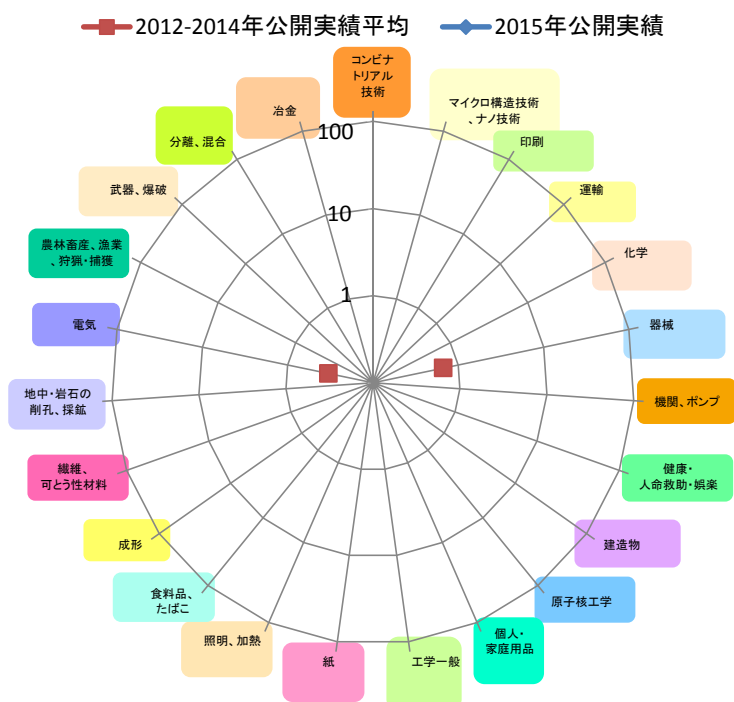 2012-2014年公開実績平均
2015年公開実績
コンビナ
トリアル
技術
マイクロ構造技術
、ナノ技術
印刷
運輸
化学
器械
機関、ポンプ
健康・
人命救助・娯楽
建造物
原子核工学
個人・
家庭用品
工学一般
紙
照明、加熱
食料品、
たばこ
成形
繊維、
可とう性材料
地中・岩石の
削孔、採鉱
電気
農林畜産、漁業
、狩猟・捕獲
武器、爆破
分離、混合
冶金
100
10
1